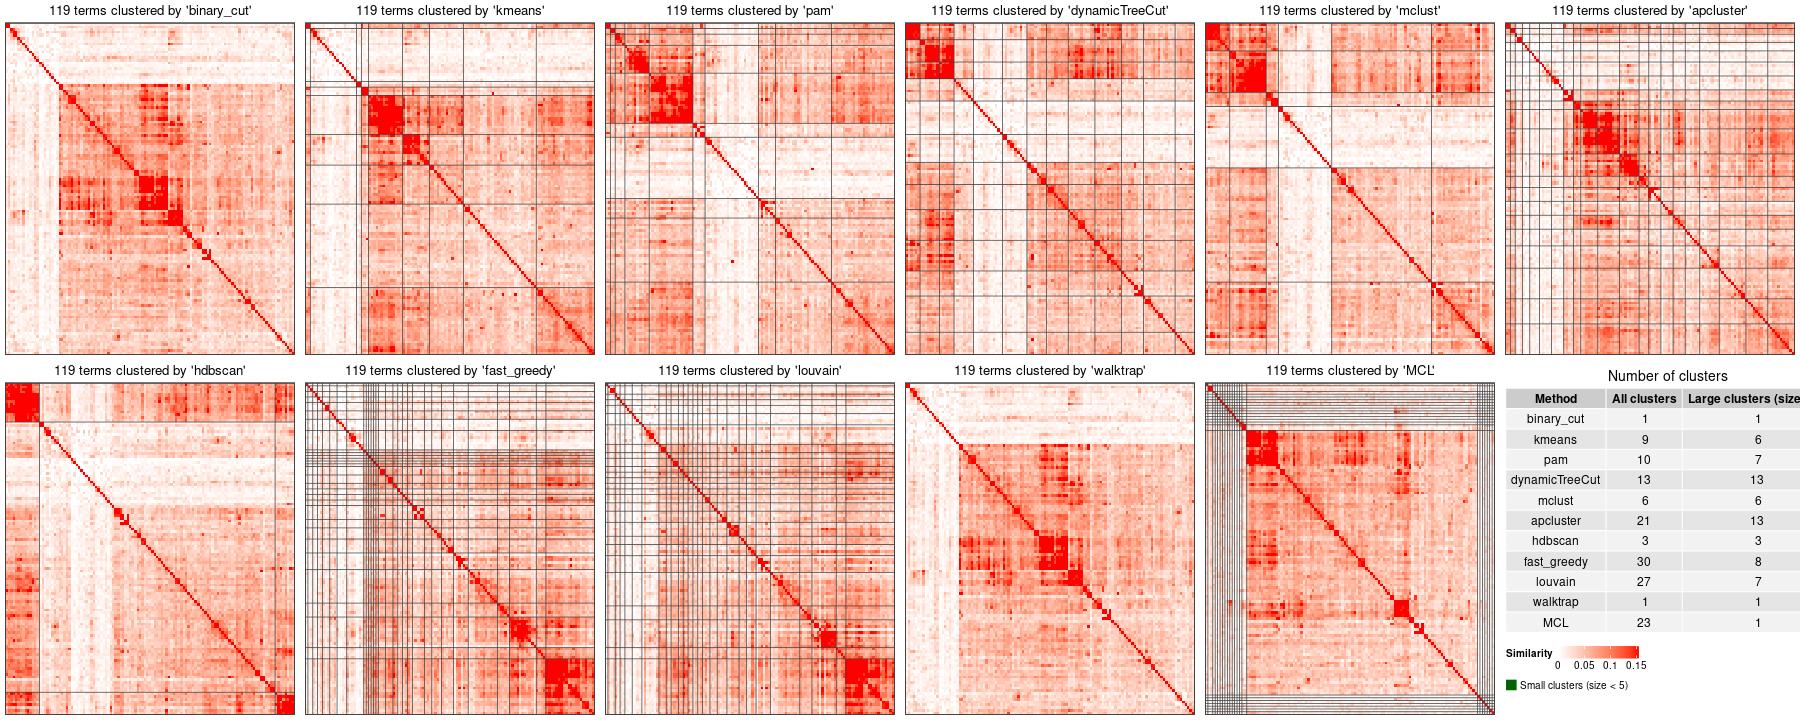 119 terms clustered by 'binary_cut'
119 terms clustered by 'kmeans'
119 terms clustered by 'pam'
119 terms clustered by 'dynamicTreeCut'
119 terms clustered by 'mclust'
119 terms clustered by 'apcluster'
119 terms clustered by 'hdbscan'
119 terms clustered by 'fast_greedy'
119 terms clustered by 'louvain'
119 terms clustered by 'walktrap'
119 terms clustered by 'MCL'
Number of clusters
Method All clusters Large clusters (size
binary_cut 1 1
kmeans 9 6
pam 10 7
dynamicTreeCut 13 13
mclust 6 6
apcluster 21 13
hdbscan 3 3
fast_greedy 30 8
louvain 27 7
walktrap 1 1
MCL 23 1
Similarity
0 0.05 0.1 0.15
Small clusters (size < 5)